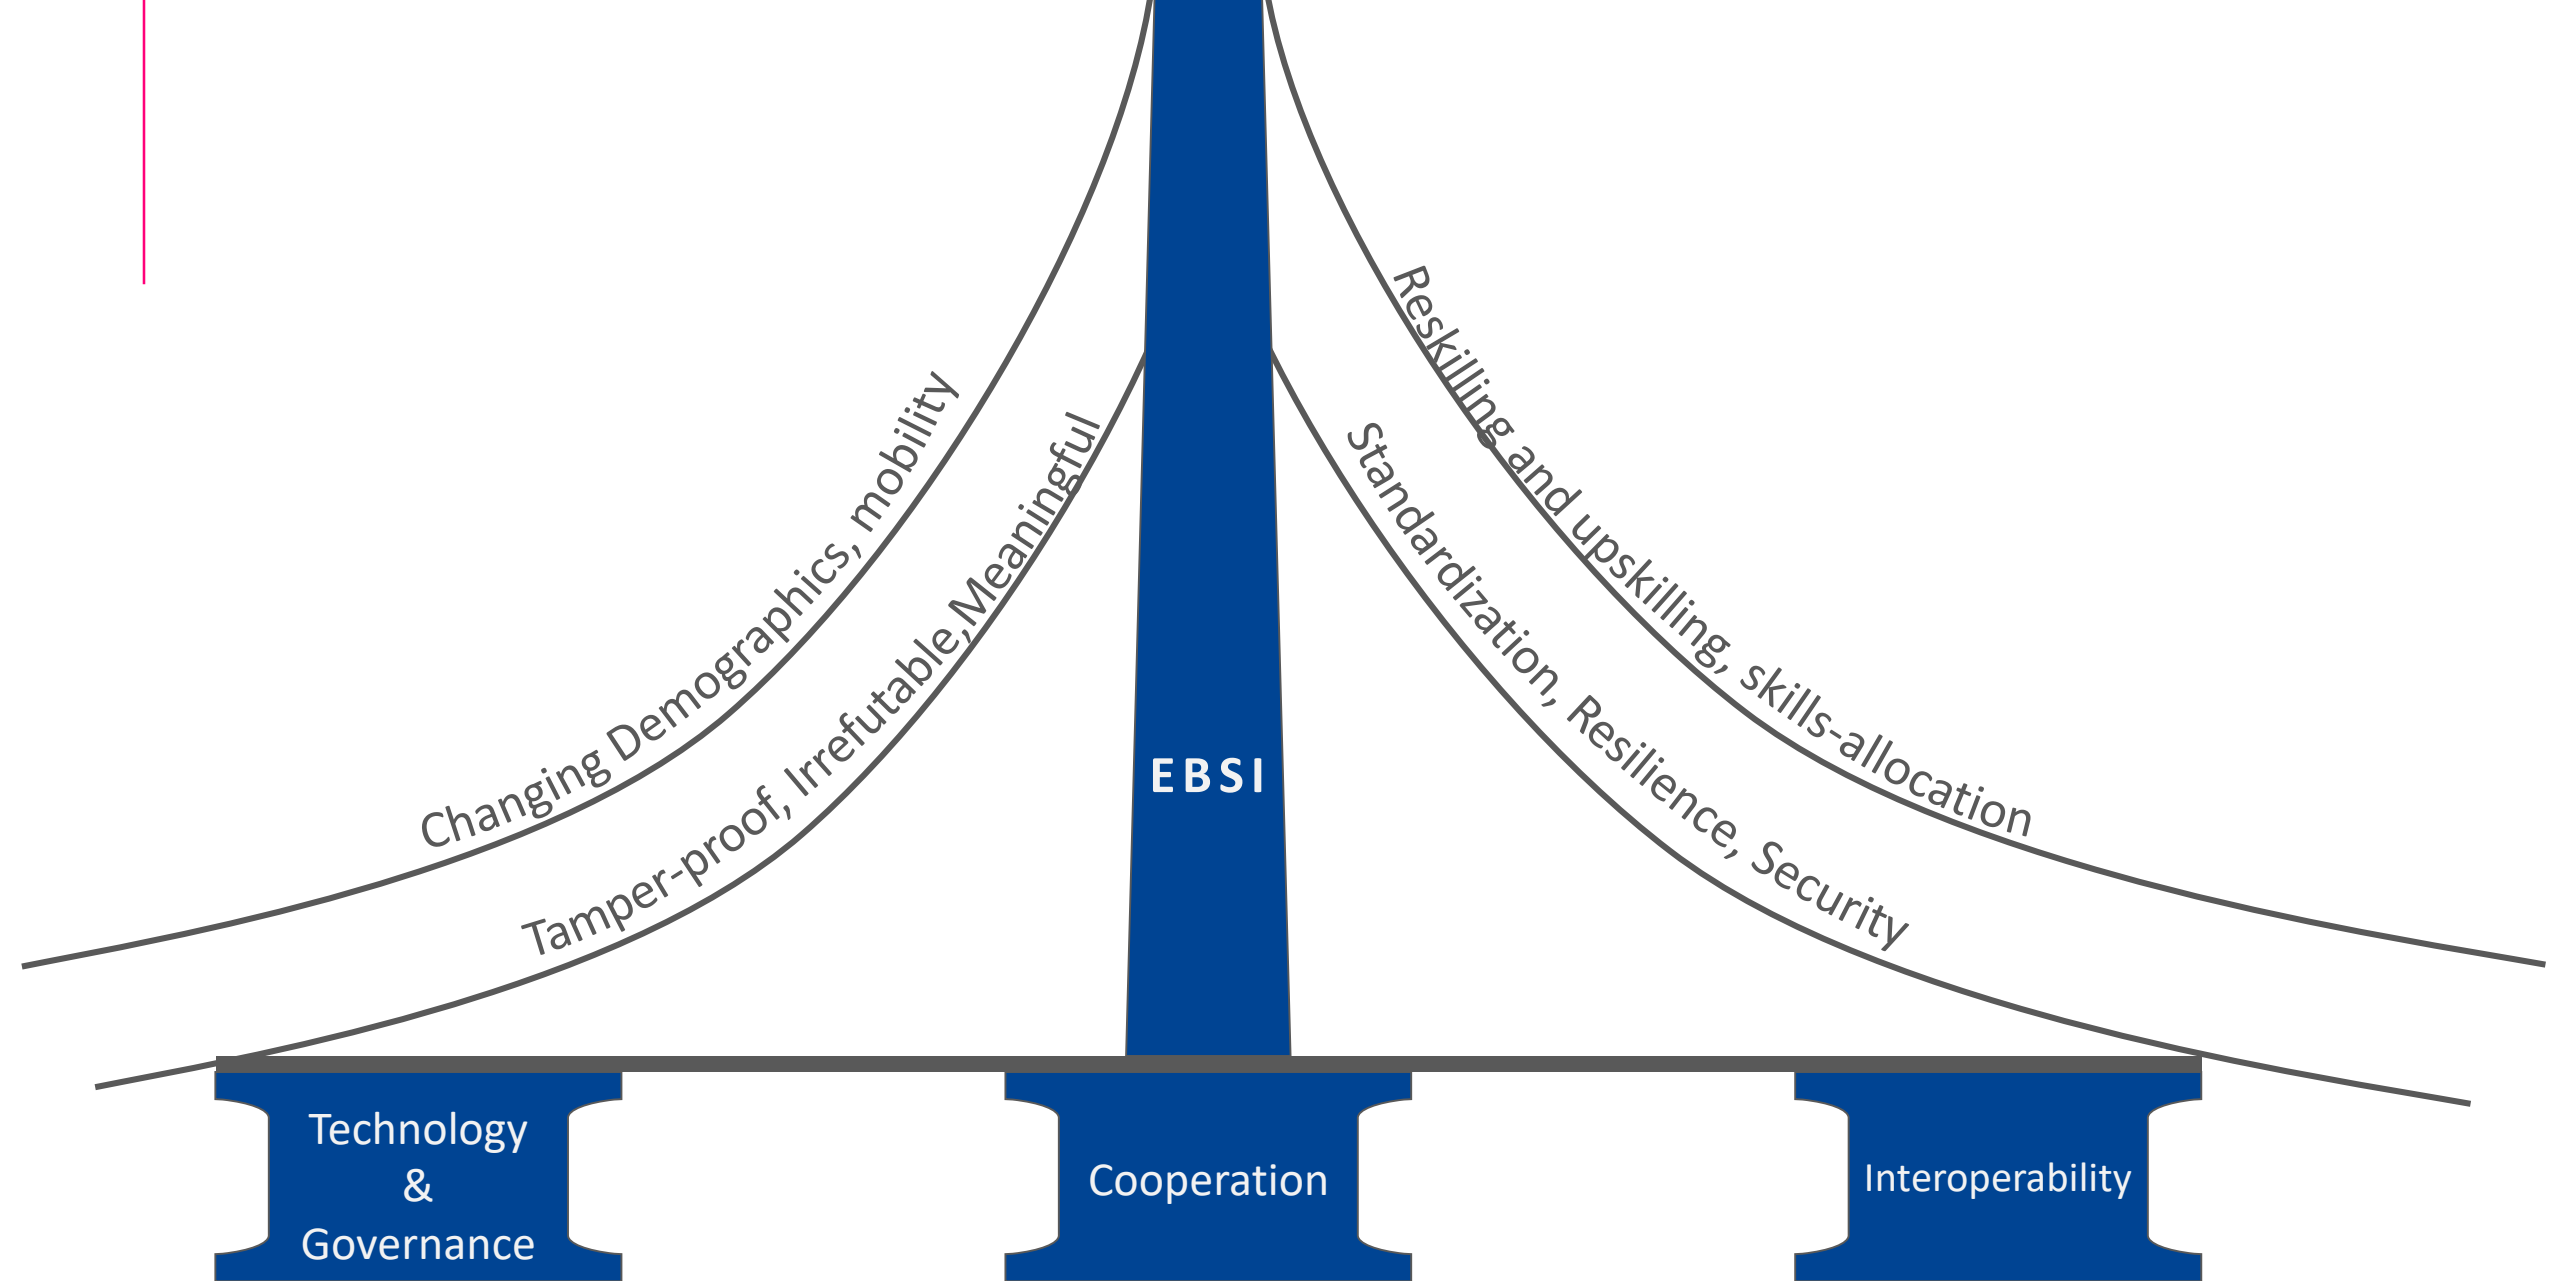 Changing Demographics, mobility
Tamper-proof, Irrefutable,Meaningful
Reskilling and upskilling, skills-allocation
Standardization, Resilience, Security
EBSI
Technology
&
Governance
Cooperation
Interoperability